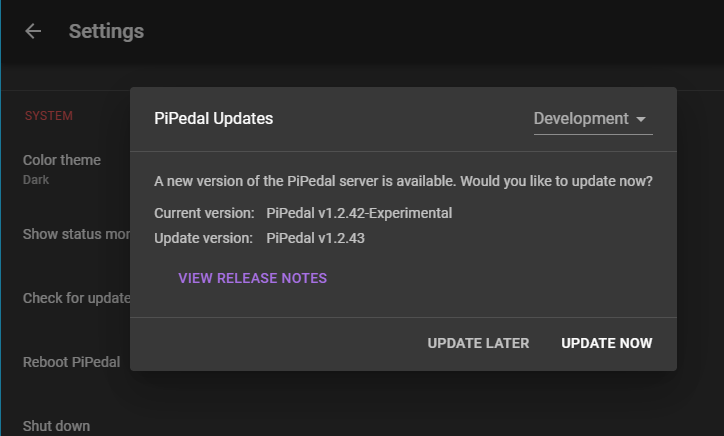 Settings
SYSTEM
Color theme
Dark
Show status mor
Check for update
Reboot PiPedal
Shut down
PiPedal Updates
Development
A new version of the PiPedal server is available. Would you like to update now?
Current version: PiPedal v1.2.42-Experimental
Update version: PiPedal v1.2.43
VIEW RELEASE NOTES
UPDATE LATER UPDATE NOW